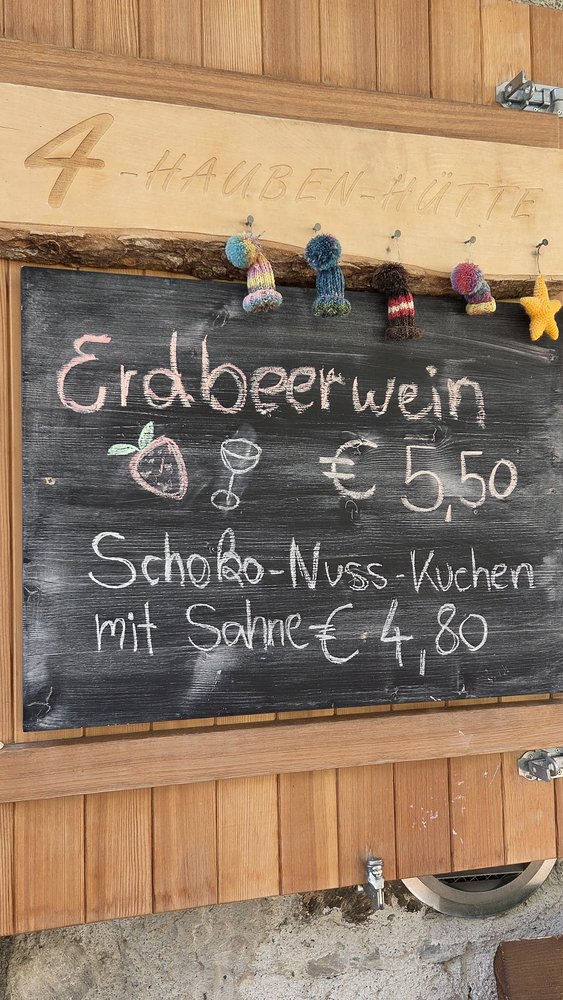 4-HAUBEN-HÜTTE
Erdbeerwein
€ 5,50
Schoko-Nuss-Kuchen
mit Sahne € 4,80